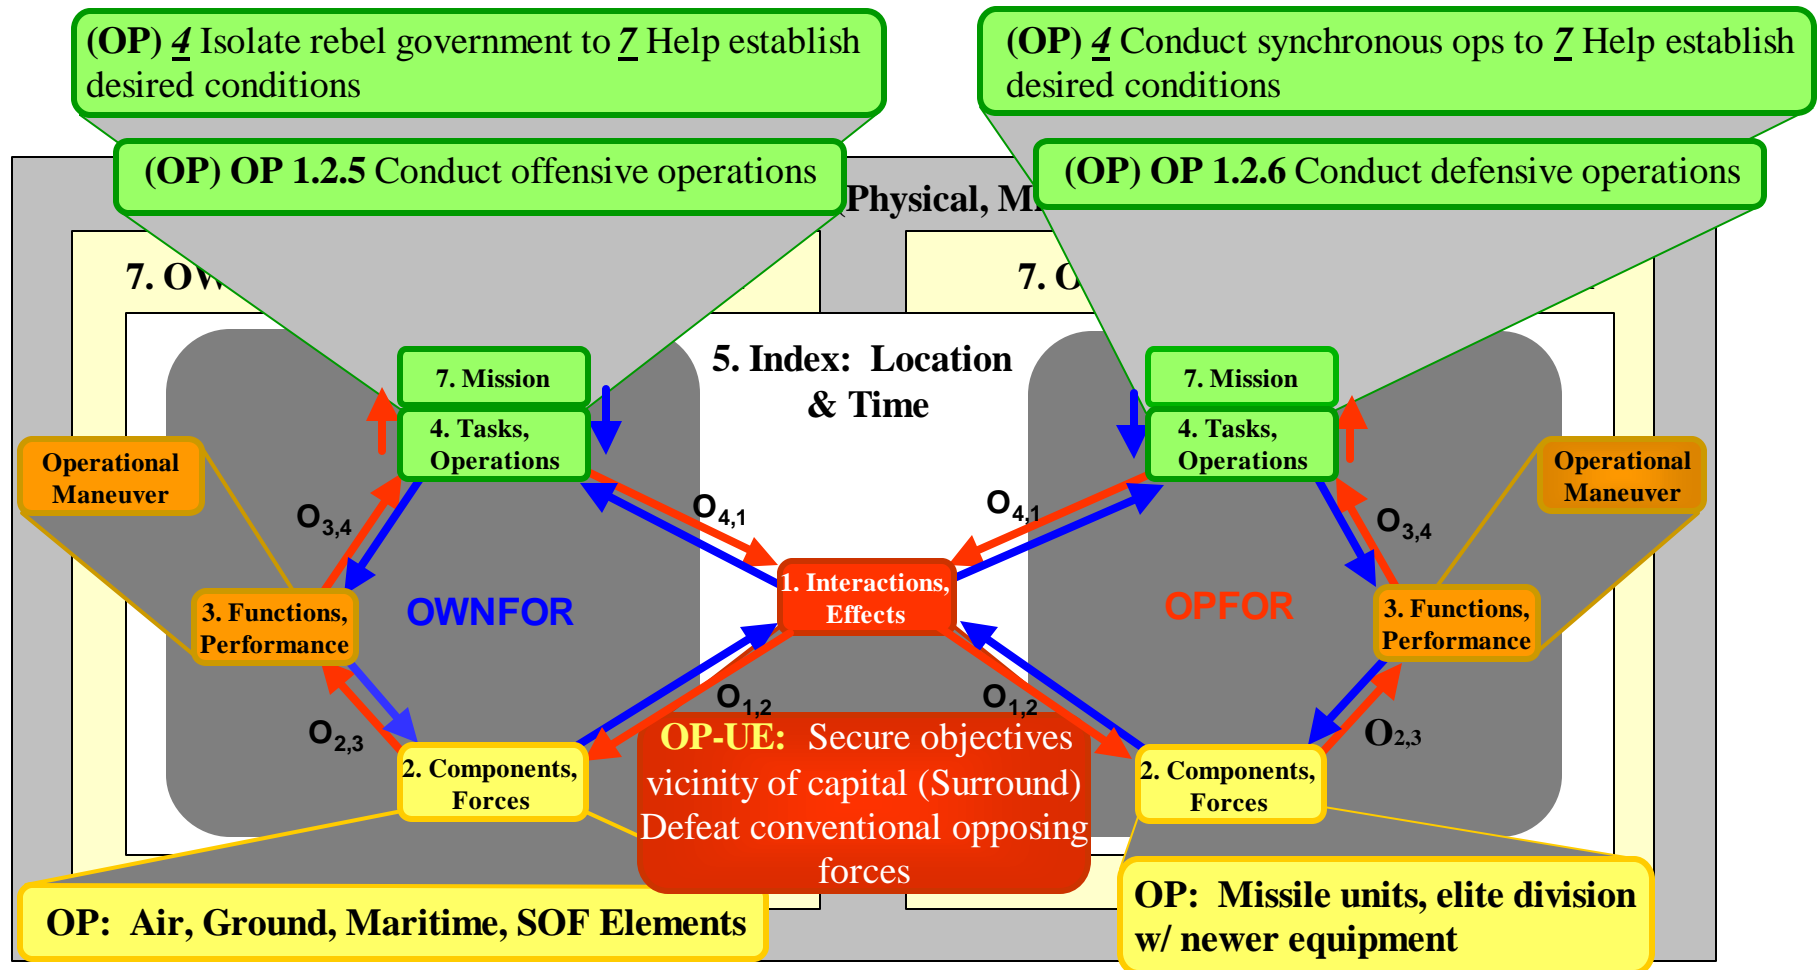 (OP) 4 Isolate rebel government to 7 Help establish
desired conditions
(OP) 4 Conduct synchronous ops to 7 Help establish
desired conditions
(OP) OP 1.2.5 Conduct offensive operations
(OP) OP 1.2.6 Conduct defensive operations
(Physical, M
7. OW
7. O
5. Index: Location
& Time
7. Mission
4. Tasks,
Operations
7. Mission
4. Tasks,
Operations
Operational
Maneuver
Operational
Maneuver
O3,4
O4,1
O4,1
O3,4
1. Interactions,
Effects
3. Functions,
Performance
OWNFOR
OPFOR
3. Functions,
Performance
O2,3
O1,2
O1,2
O2,3
2. Components,
Forces
2. Components,
Forces
OP-UE: Secure objectives
vicinity of capital (Surround)
Defeat conventional opposing
forces
OP: Air, Ground, Maritime, SOF Elements
OP: Missile units, elite division
w/ newer equipment